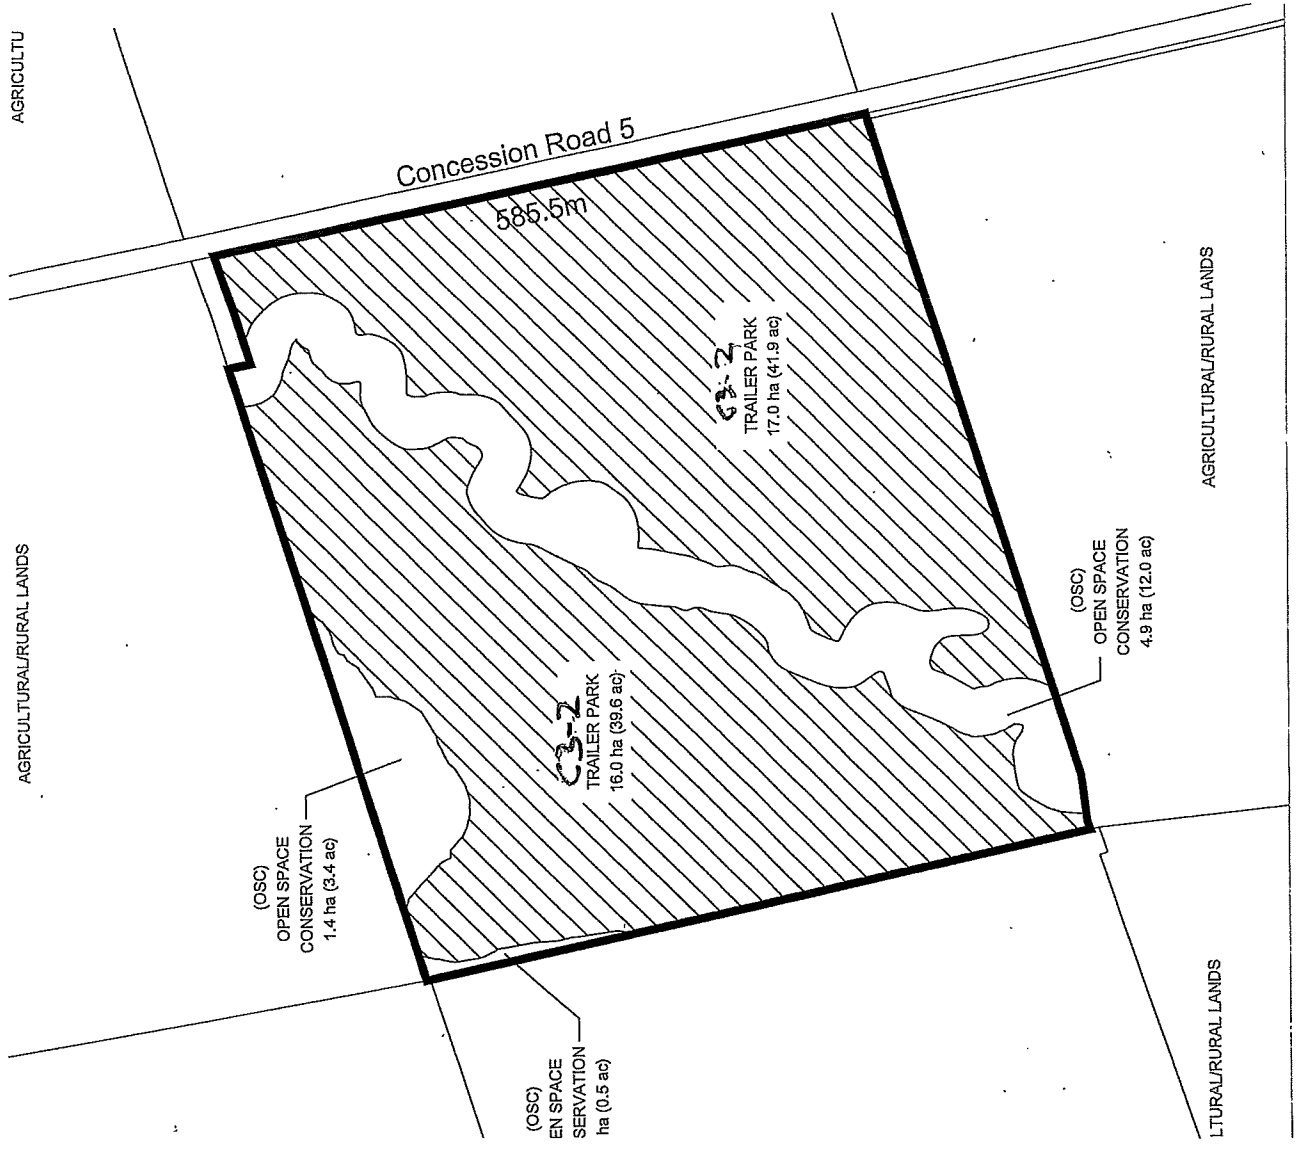 AGRICULTU
Concession Road 5
585.5m
C3-2
TRAILER PARK
17.0 ha (41.9 ac)
AGRICULTURAL/RURAL LANDS
AGRICULTURAL/RURAL LANDS
(OSC)
OPEN SPACE
CONSERVATION
4.9 ha (12.0 ac)
C3-2
TRAILER PARK
16.0 ha (39.6 ac)
(OSC)
OPEN SPACE
CONSERVATION
1.4 ha (3.4 ac)
(OSC)
EN SPACE
SERVATION
ha (0.5 ac)
LTURAL/RURAL LANDS